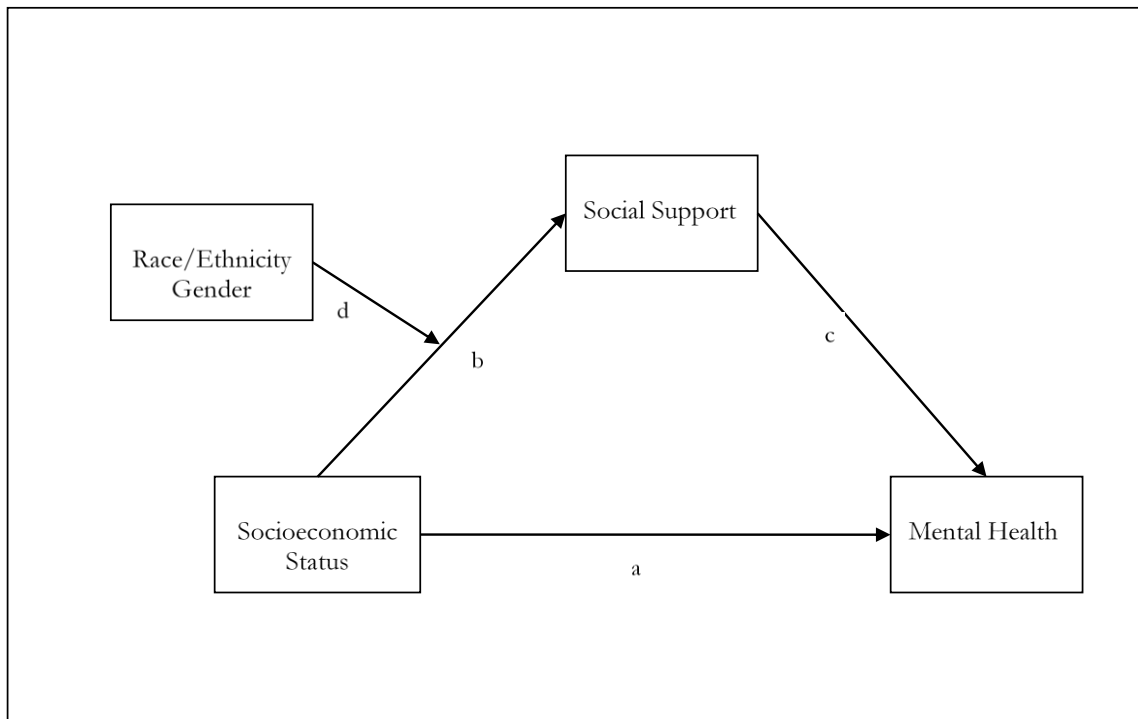 Social Support
Race/Ethnicity
Gender
d
c
b
Socioeconomic
Status
Mental Health
a